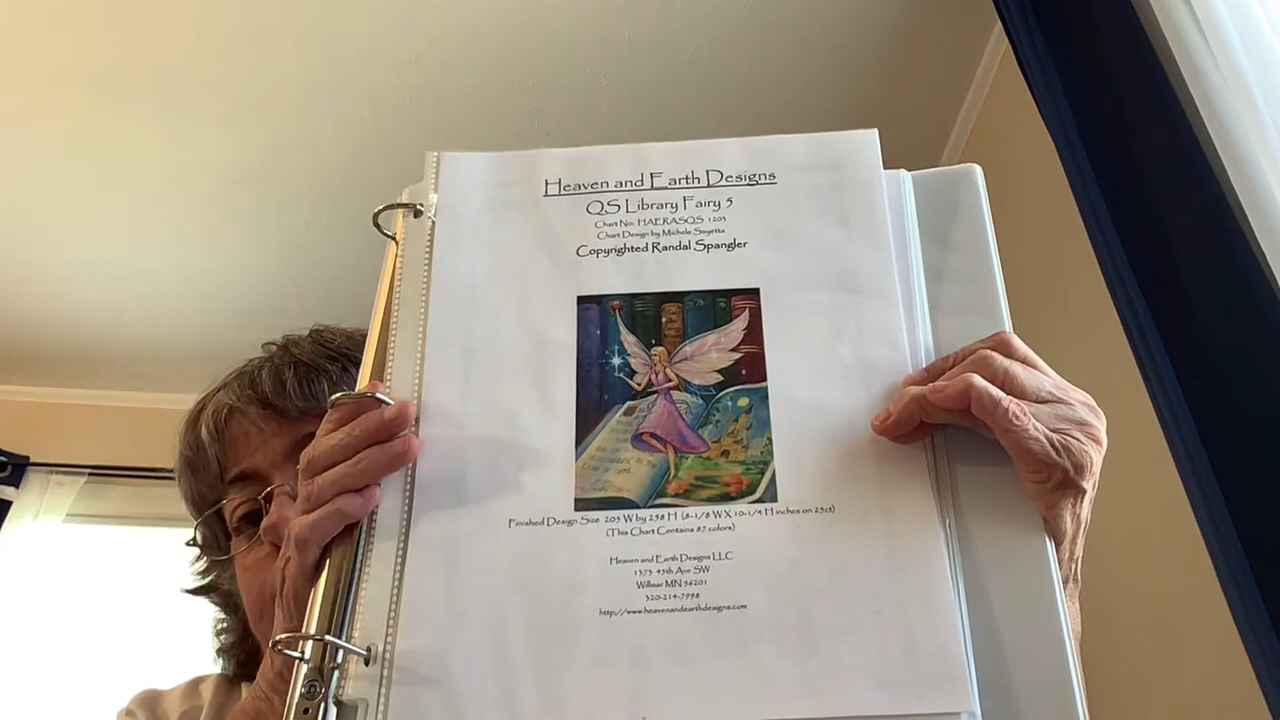 Heaven and Earth Designs
QS Library Fairy 5
Chart No: HAERASQS 1203
Chart Design by Michele Sayetta
Copyrighted Randal Spangler
Finished Design Size 205 W by 258 H (8-1/8 W X 10-1/4 H inches on 25ct)
(This Chart Contains 87 colors)
Heaven and Earth Designs LLC
1373 45th Ave SW
Willmar MN 56201
320-214-7998
http://www.heavenandearthdesigns.com